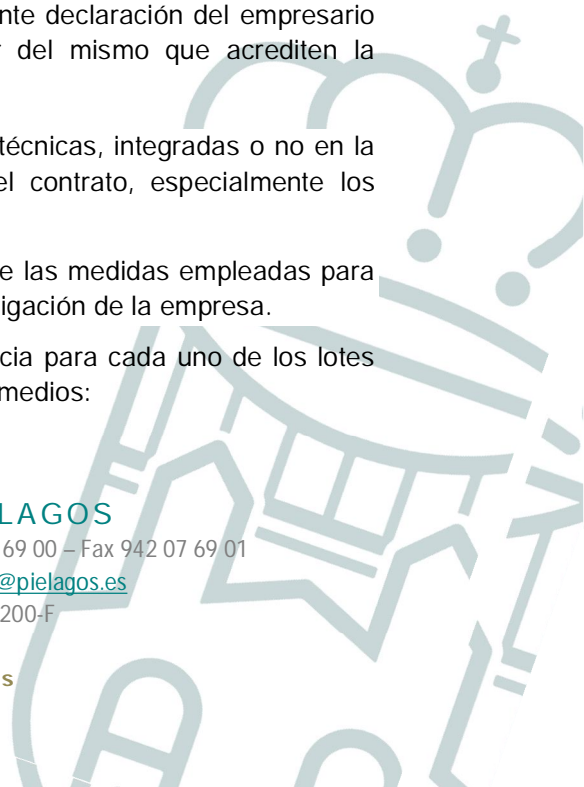 nte declaración del empresario
del mismo que acrediten la
técnicas, integradas o no en la
el contrato, especialmente los
e las medidas empleadas para
igación de la empresa.
cia para cada uno de los lotes
medios:
LAGOS
69 00 – Fax 942 07 69 01
@pielagos.es
200-F
s